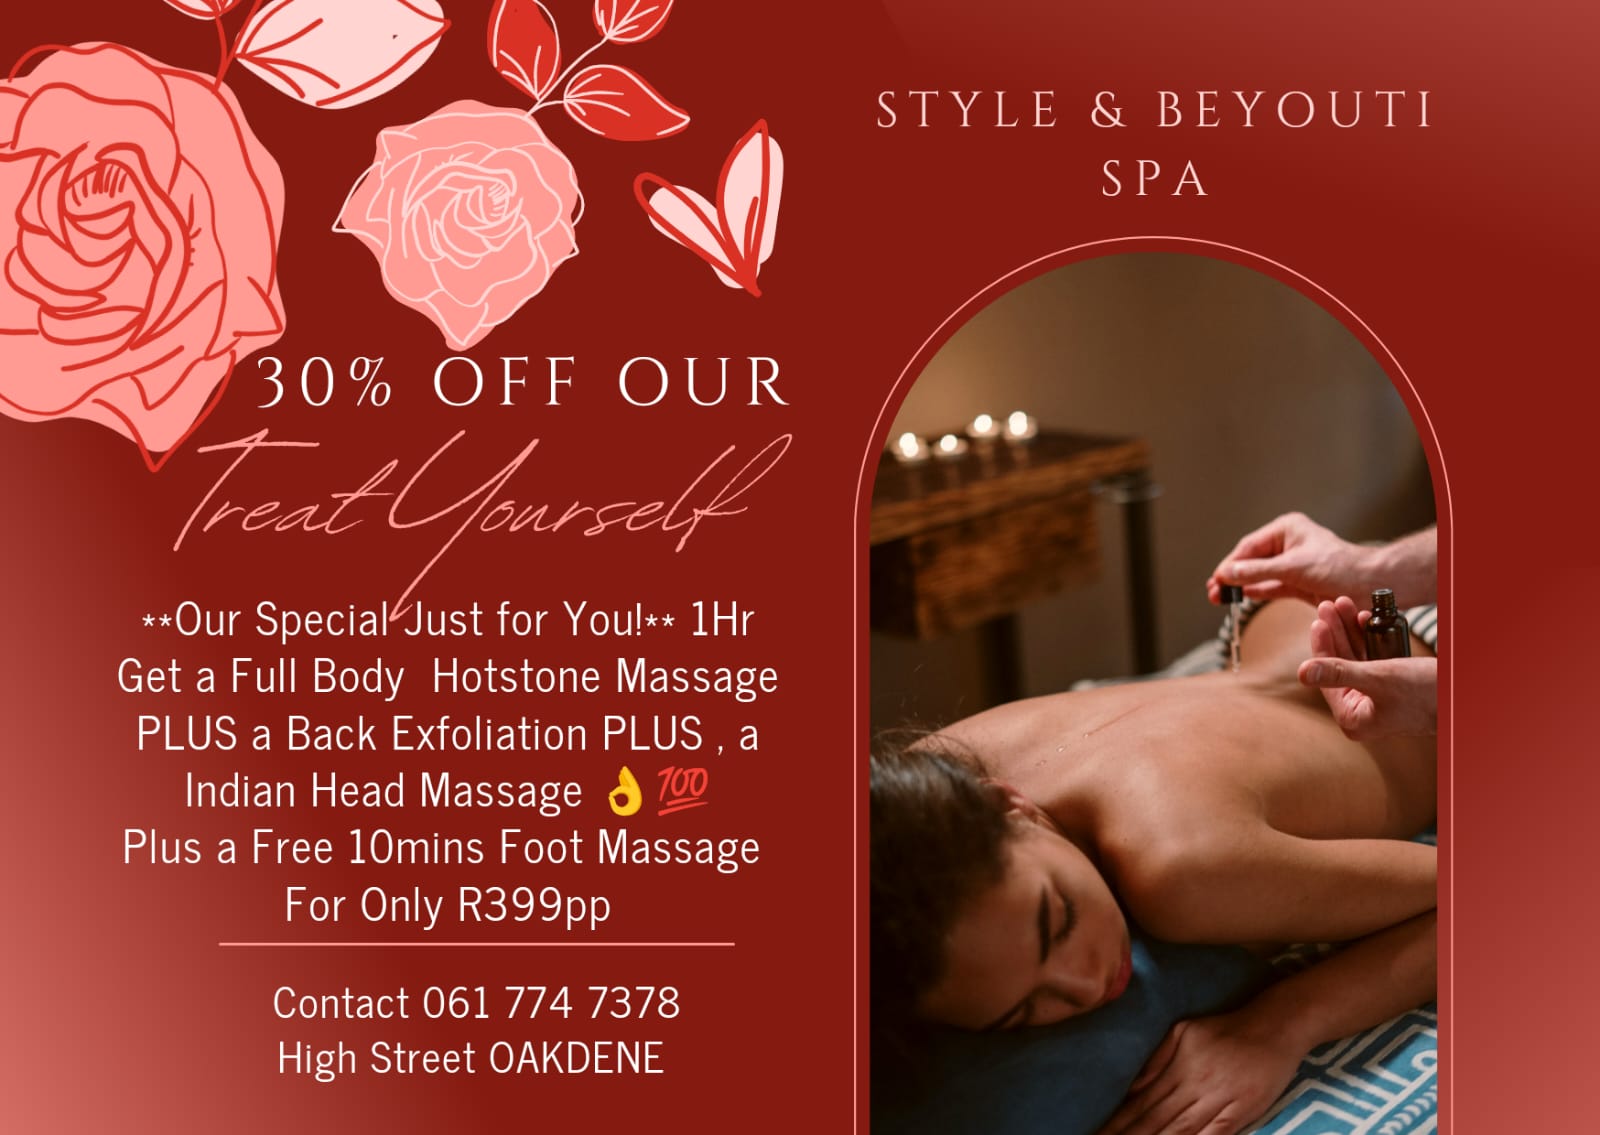 STYLE & BEYOUTI
SPA
30% OFF OUR
Treat Yourself
**Our Special Just for You!** 1Hr
Get a Full Body Hotstone Massage
PLUS a Back Exfoliation PLUS , a
Indian Head Massage 👌💯
Plus a Free 10mins Foot Massage
For Only R399pp
Contact 061 774 7378
High Street OAKDENE